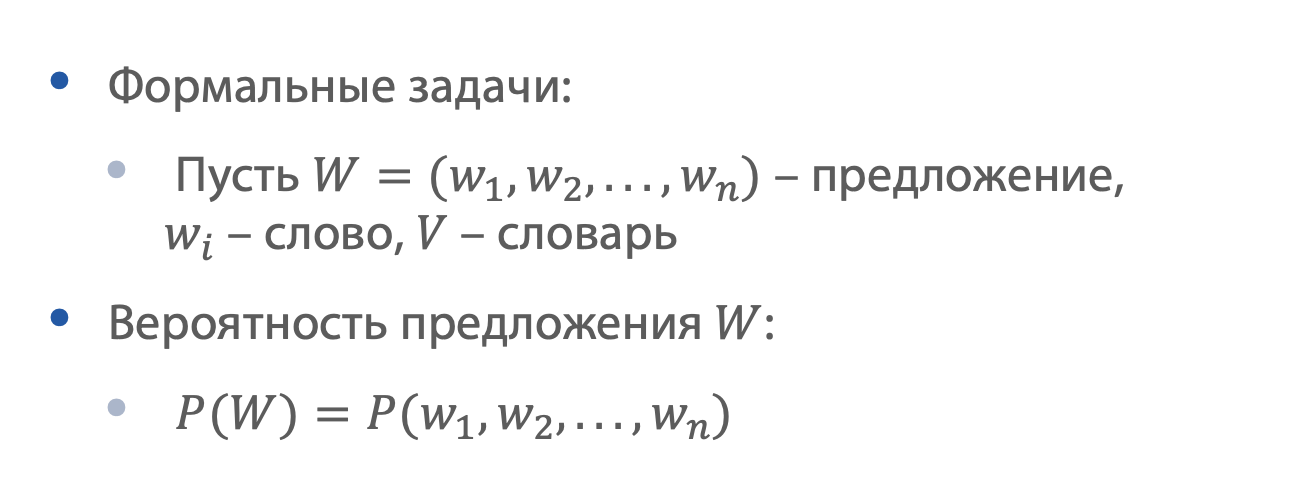 • Формальные задачи:
• Пусть W = (w₁, w₂, . . . , wₙ) – предложение,
wᵢ – слово, V – словарь
• Вероятность предложения W:
• P(W) = P(w₁, w₂, . . . , wₙ)